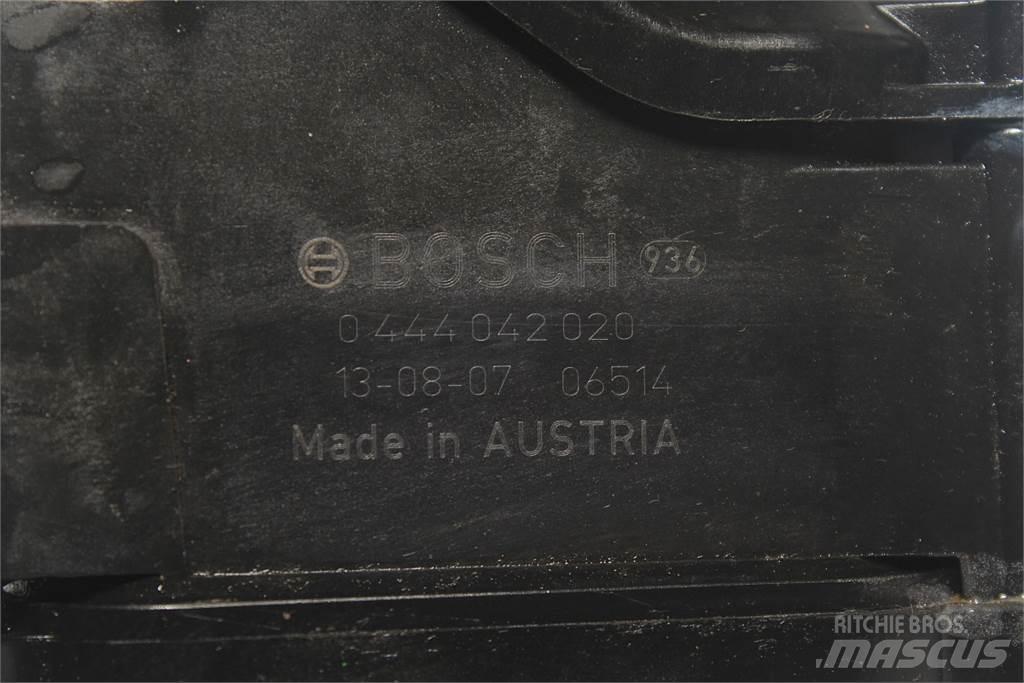 BOSCH 936
0 444 042 020
13-08-07 06514
Made in AUSTRIA
RITCHIE BROS.
MASCUS